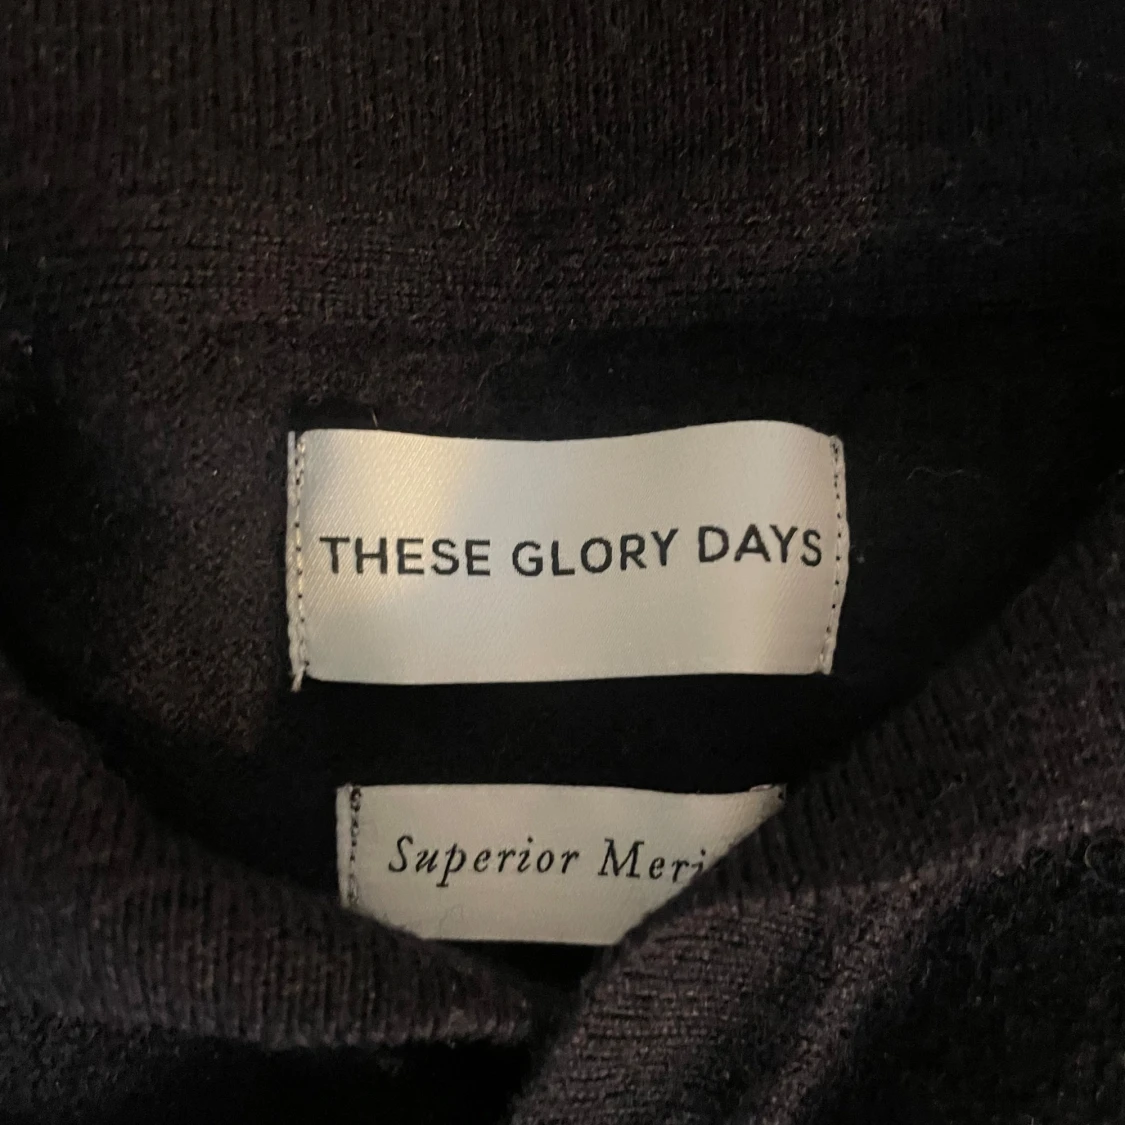 THESE GLORY DAYS
Superior